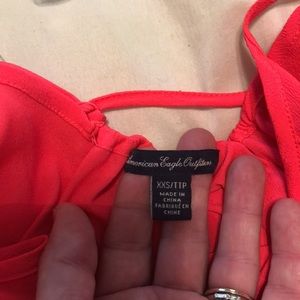 American Eagle Outfitters
XXS/TTP
MADE IN
CHINA
FABRIQUÉ EN
CHINE